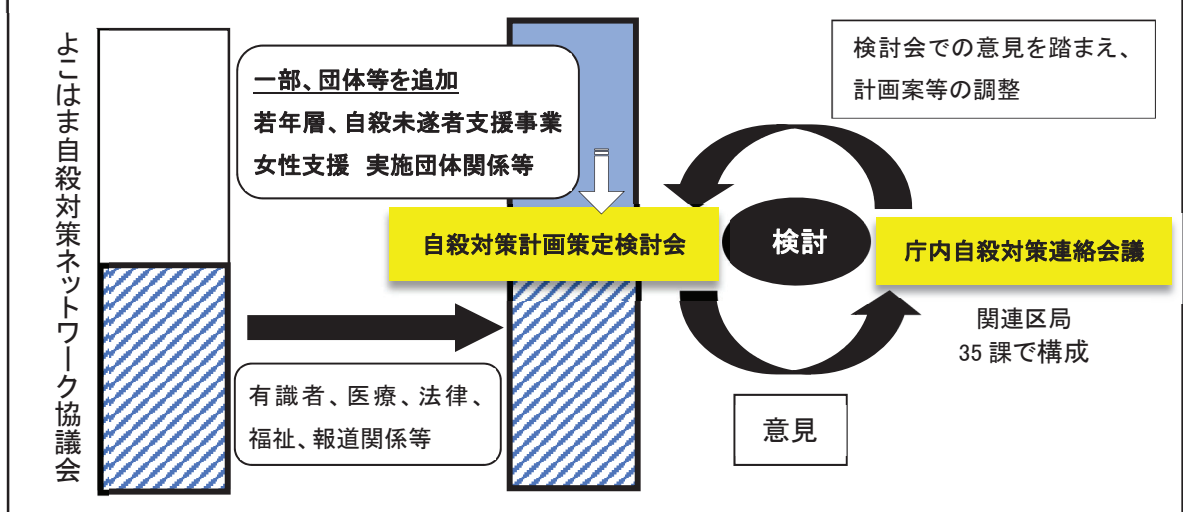 よこはま自殺対策ネットワーク協議会
一部、団体等を追加
若年層、自殺未遂者支援事業
女性支援　実施団体関係等
検討会での意見を踏まえ、
計画案等の調整
自殺対策計画策定検討会
検討
庁内自殺対策連絡会議
関連区局
35 課で構成
有識者、医療、法律、
福祉、報道関係等
意見